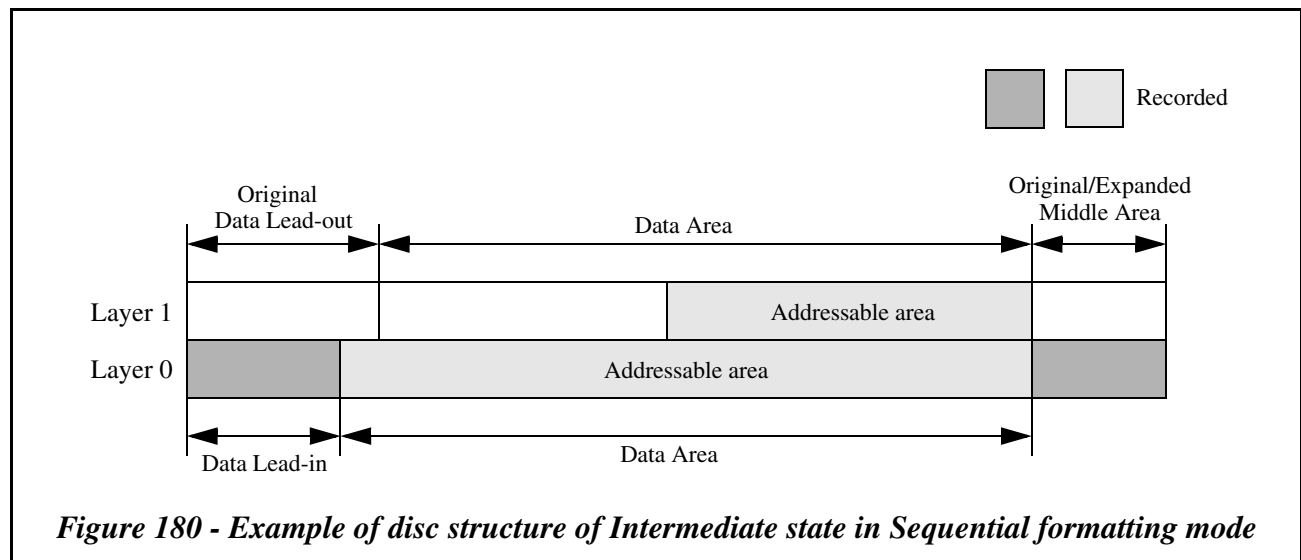 Recorded
Original
Data Lead-out
Data Area
Original/Expanded
Middle Area
Layer 1
Addressable area
Layer 0
Addressable area
Data Lead-in
Data Area
Figure 180 - Example of disc structure of Intermediate state in Sequential formatting mode